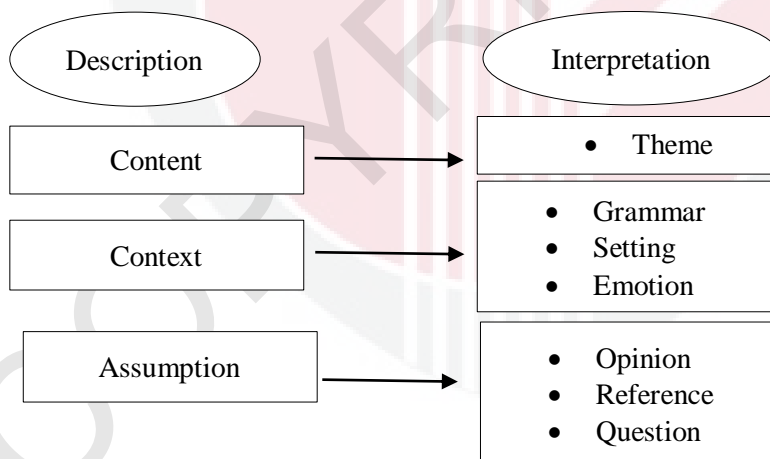 Description
Interpretation
Content
• Theme
Context
• Grammar
• Setting
• Emotion
Assumption
• Opinion
• Reference
• Question